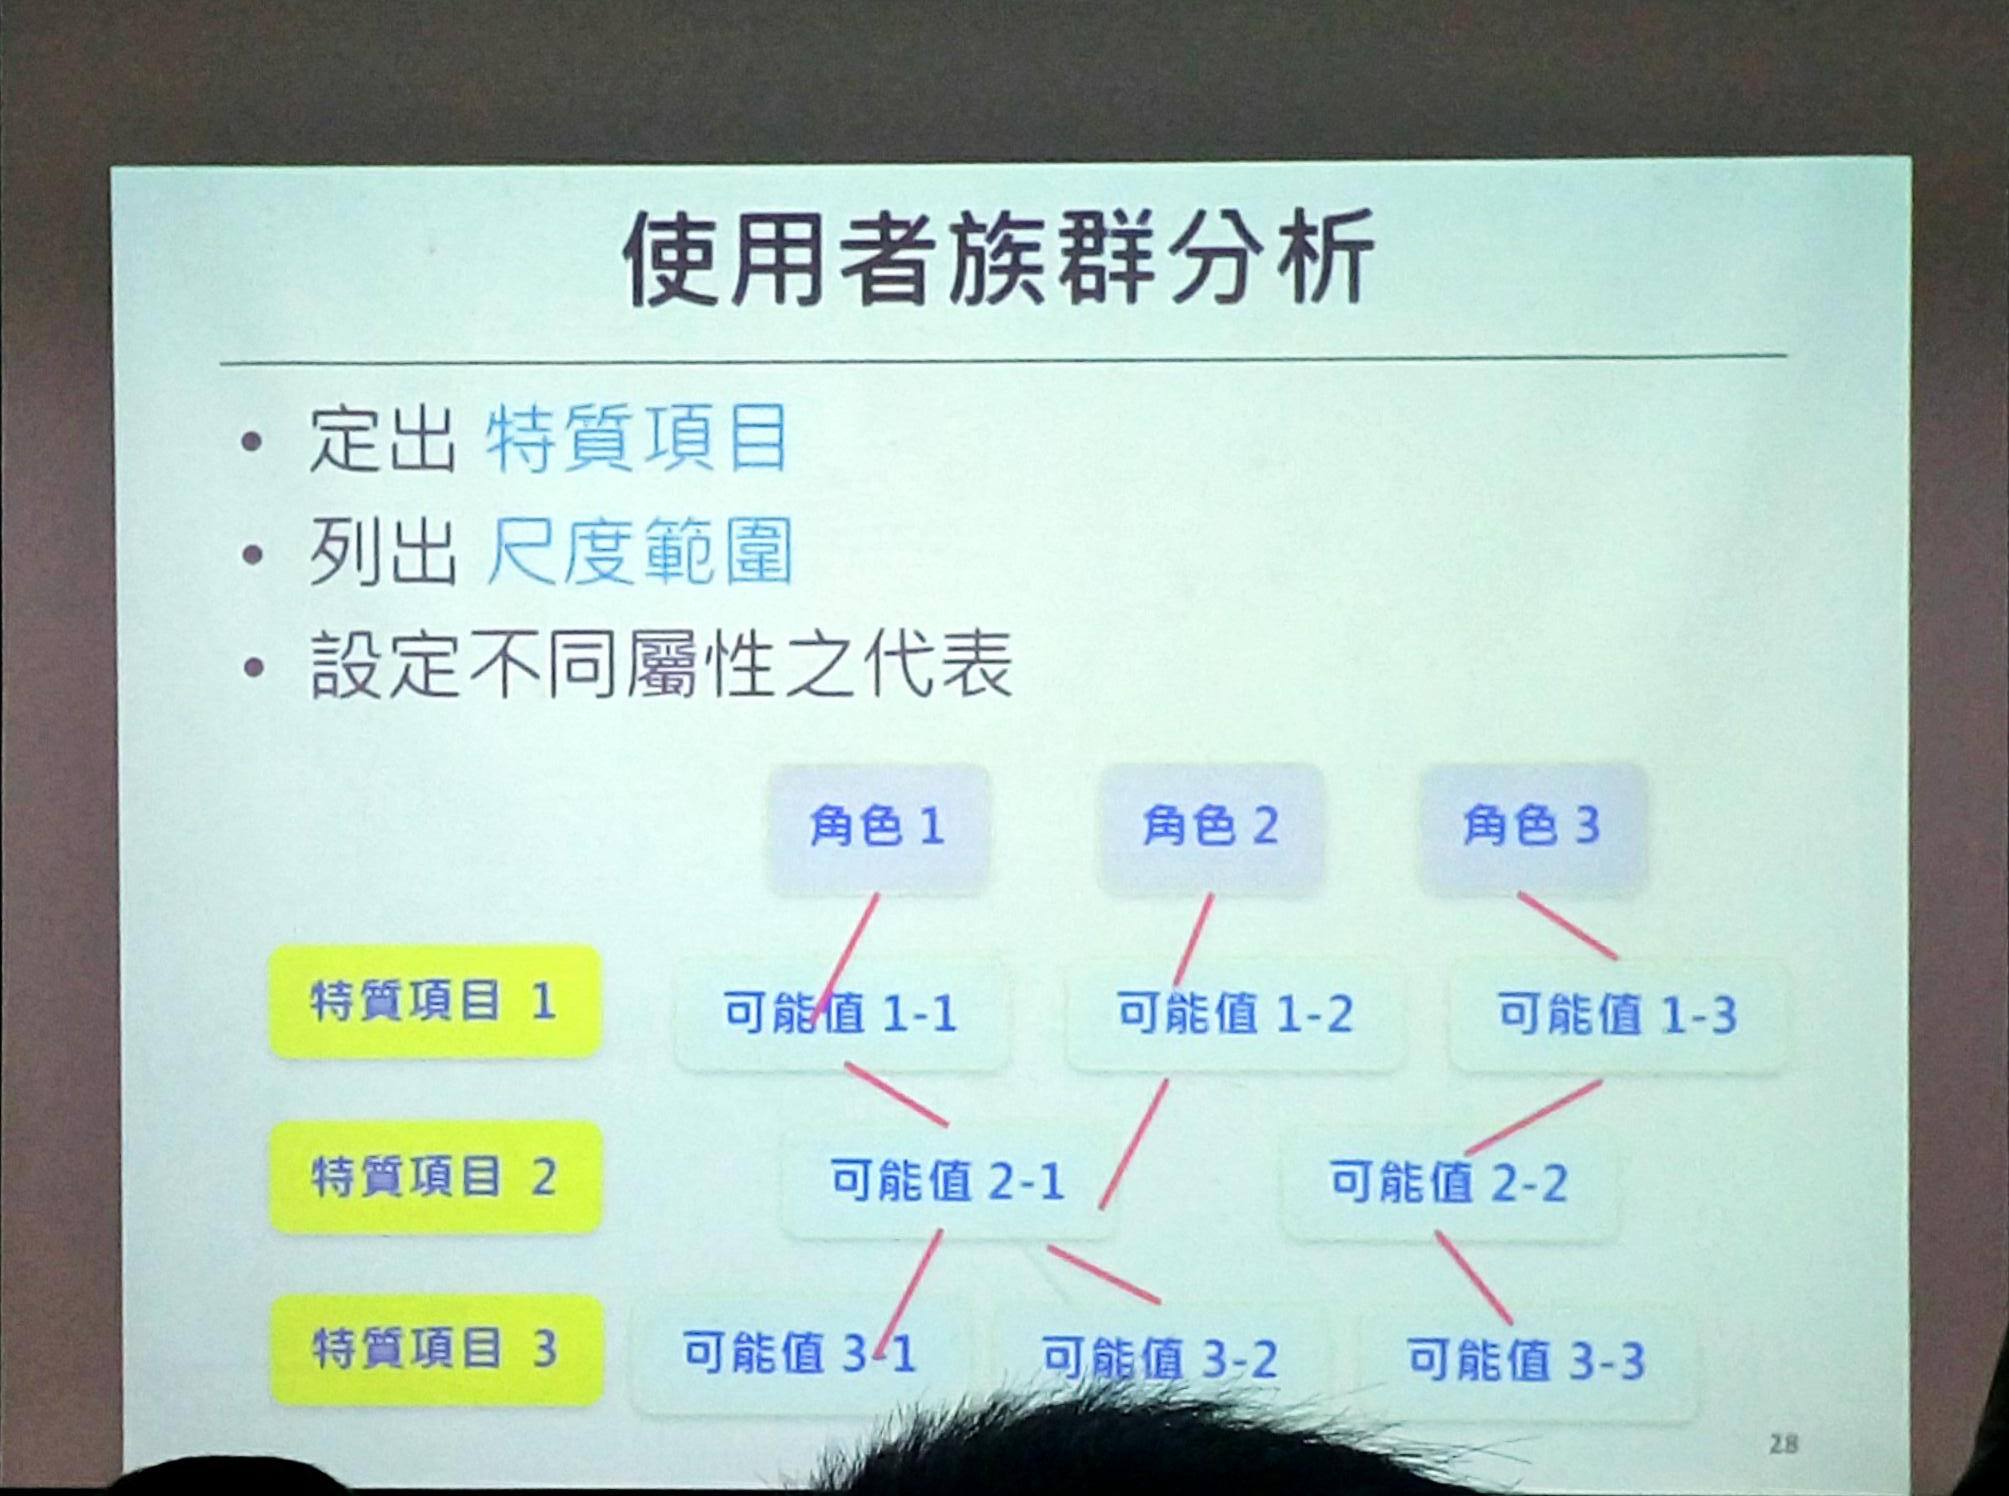 使用者族群分析
• 定出 特質項目
• 列出 尺度範圍
• 設定不同屬性之代表
角色 1 角色 2 角色 3
特質項目 1 可能值 1-1 可能值 1-2 可能值 1-3
特質項目 2 可能值 2-1 可能值 2-2
特質項目 3 可能值 3-1 可能值 3-2 可能值 3-3
28